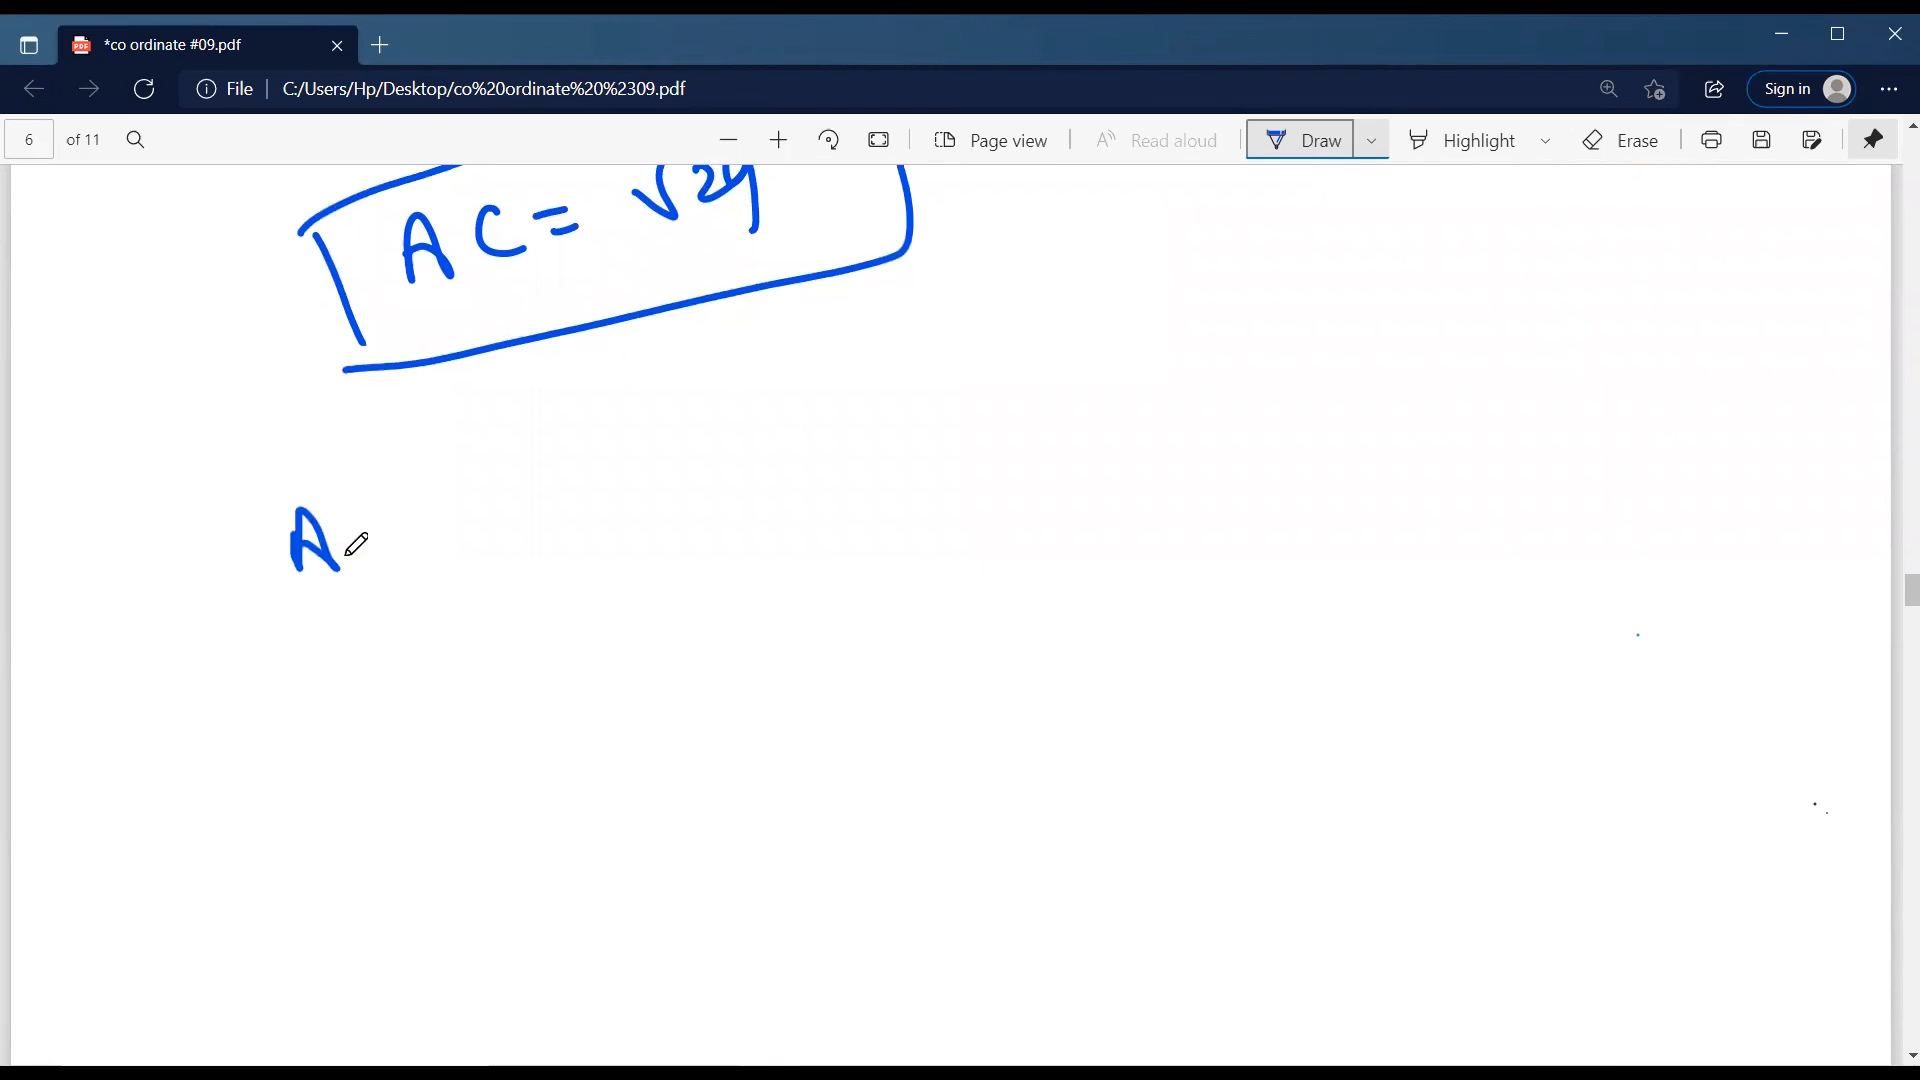 *co ordinate #09.pdf
File | C:/Users/Hp/Desktop/co%20ordinate%20%2309.pdf
Sign in
6 of 11
Page view
Read aloud
Draw
Highlight
Erase
AC = √24
A